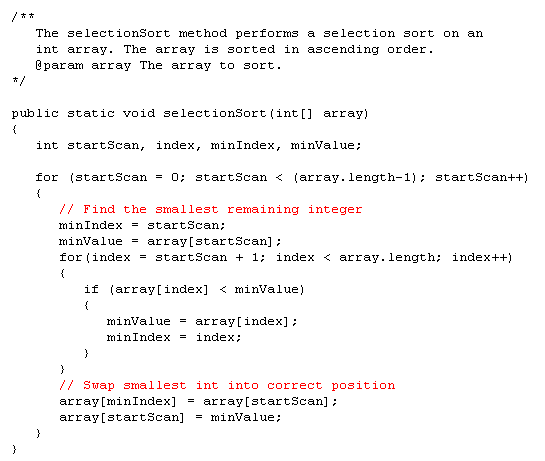 /**
   The selectionSort method performs a selection sort on an
   int array. The array is sorted in ascending order.
   @param array The array to sort.
*/

public static void selectionSort(int[] array)
{
   int startScan, index, minIndex, minValue;

   for (startScan = 0; startScan < (array.length-1); startScan++)
   {
      // Find the smallest remaining integer
      minIndex = startScan;
      minValue = array[startScan];
      for(index = startScan + 1; index < array.length; index++)
      {
         if (array[index] < minValue)
         {
            minValue = array[index];
            minIndex = index;
         }
      }
      // Swap smallest int into correct position
      array[minIndex] = array[startScan];
      array[startScan] = minValue;
   }
}